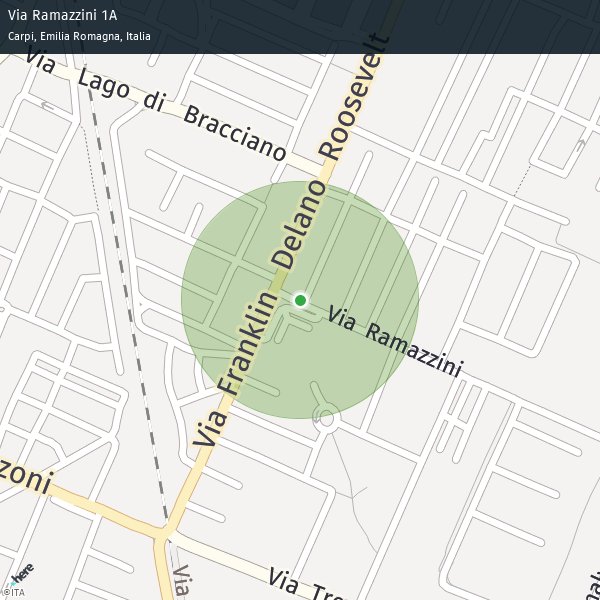 Via Ramazzini 1A
Carpi, Emilia Romagna, Italia
Via Lago di Bracciano
Via Franklin Delano Roosevelt
Via Ramazzini
zoni
Via
Via Tre
here
©ITA